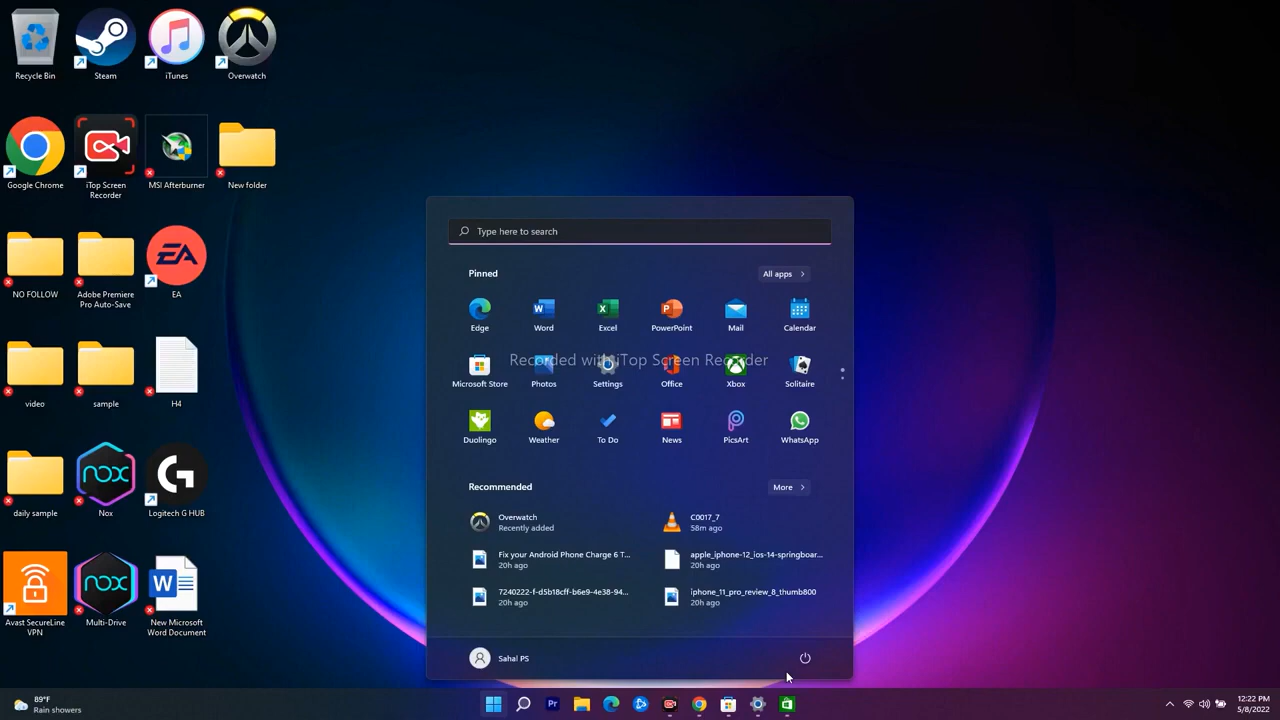 Recycle Bin
Steam
iTunes
Overwatch
Google Chrome
iTop Screen
Recorder
MSI Afterburner
New folder
NO FOLLOW
Adobe Premiere
Pro Auto-Save
EA
EA
video
sample
H4
daily sample
nox
Nox
Logitech G HUB
Avast SecureLine
VPN
nox
Multi-Drive
W
New Microsoft
Word Document
Type here to search
Pinned
All apps
Edge
Word
Excel
PowerPoint
Mail
Calendar
Recorded with iTop Screen Recorder
Microsoft Store
Photos
Settings
Office
Xbox
Solitaire
Duolingo
Weather
To Do
News
PicsArt
WhatsApp
Recommended
More
Overwatch
Recently added
C0017_7
58m ago
Fix your Android Phone Charge 6 T...
20h ago
apple_iphone-12_ios-14-springboar...
20h ago
7240222-f-d5b18cff-b6e9-4e38-94...
20h ago
iphone_11_pro_review_8_thumb800
20h ago
Sahal PS
89°F
Rain showers
Pr
12:22 PM
5/8/2022